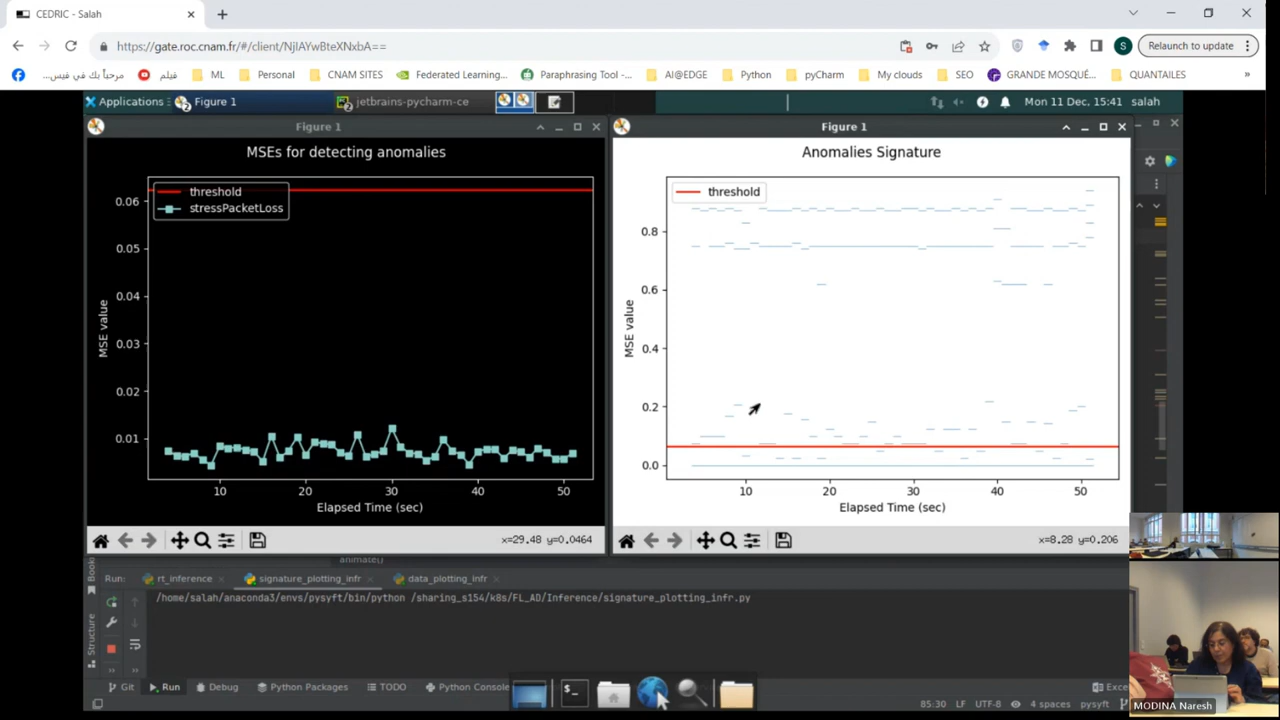 CEDRIC - Salah
https://gate.roc.cnam.fr/#/client/NjIAYwBteXNxbA==
S
Relaunch to update
مرحباً بك في فيس...
فيلم
ML
Personal
CNAM SITES
Federated Learning...
Paraphrasing Tool -...
AI@EDGE
Python
pyCharm
My clouds
SEO
GRANDE MOSQUÉ...
QUANTAILES
»
Applications
Figure 1
jetbrains-pycharm-ce
Mon 11 Dec, 15:41
salah
Figure 1
MSEs for detecting anomalies
threshold
stressPacketLoss
0.06
0.05
0.04
0.03
0.02
0.01
MSE value
10
20
30
40
50
Elapsed Time (sec)
x=29.48 y=0.0464
Figure 1
Anomalies Signature
threshold
0.8
0.6
0.4
0.2
0.0
MSE value
10
20
30
40
50
Elapsed Time (sec)
x=8.28 y=0.206
animate()
Run:
rt_inference
signature_plotting_infr
data_plotting_infr
/home/salah/anaconda3/envs/pysyft/bin/python /sharing_s154/k8s/FL_AD/Inference/signature_plotting_infr.py
Structure
Git
Run
Debug
Python Packages
TODO
Python Console
85:30
LF
UTF-8
4 spaces
pysyft
MODINA Naresh